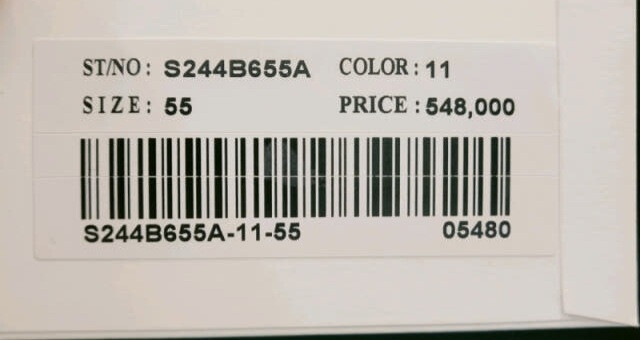 ST/NO: S244B655A COLOR: 11
SIZE: 55 PRICE: 548,000
S244B655A-11-55 05480